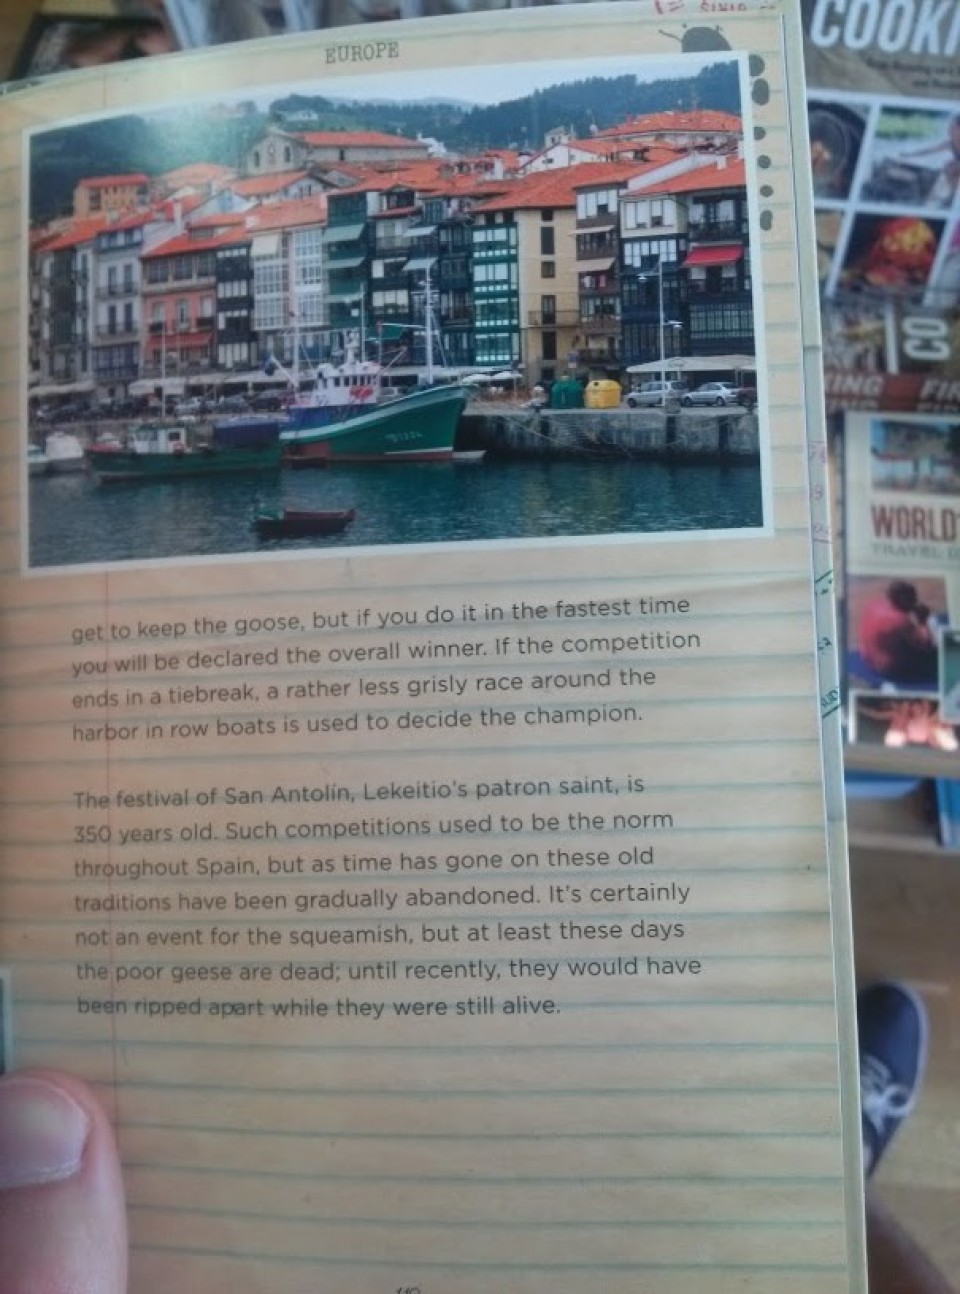 EUROPE
get to keep the goose, but if you do it in the fastest time
you will be declared the overall winner. If the competition
ends in a tiebreak, a rather less grisly race around the
harbor in row boats is used to decide the champion.
The festival of San Antolín, Lekeitio's patron saint, is
350 years old. Such competitions used to be the norm
throughout Spain, but as time has gone on these old
traditions have been gradually abandoned. It's certainly
not an event for the squeamish, but at least these days
the poor geese are dead; until recently, they would have
been ripped apart while they were still alive.
COOKI
CO
KING FIR
WORLD'
TRAVEL